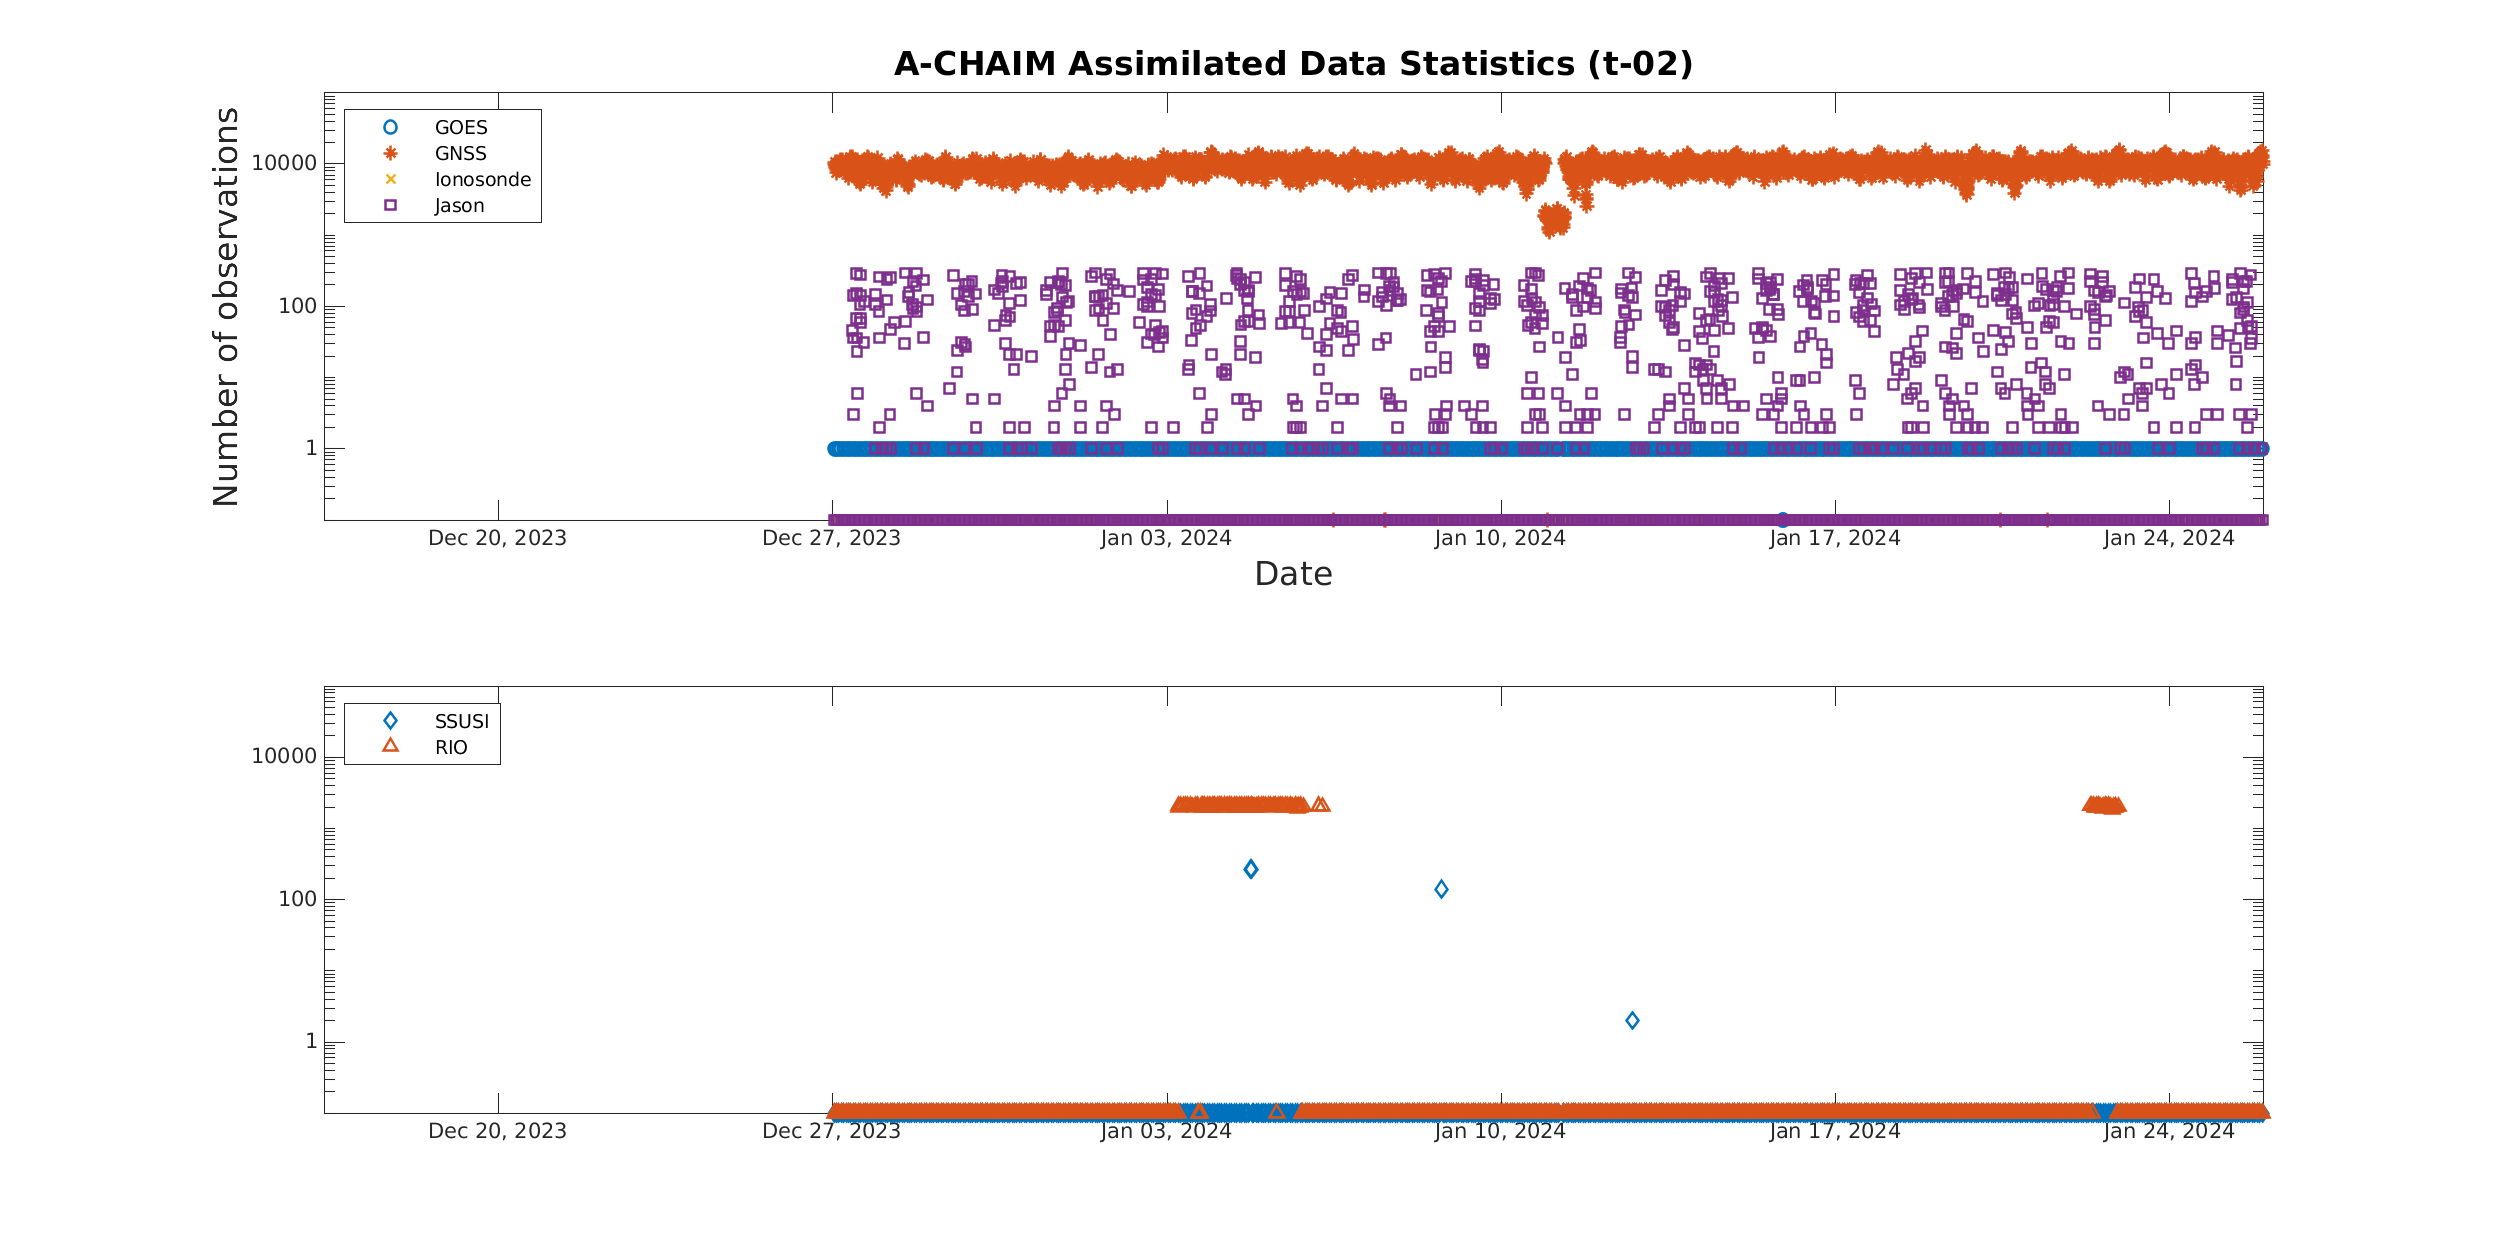 A-CHAIM Assimilated Data Statistics (t-02)
Number of observations
10000
100
1
GOES
GNSS
Ionosonde
Jason
Dec 20, 2023
Dec 27, 2023
Jan 03, 2024
Jan 10, 2024
Jan 17, 2024
Jan 24, 2024
Date
10000
100
1
SSUSI
RIO
Dec 20, 2023
Dec 27, 2023
Jan 03, 2024
Jan 10, 2024
Jan 17, 2024
Jan 24, 2024